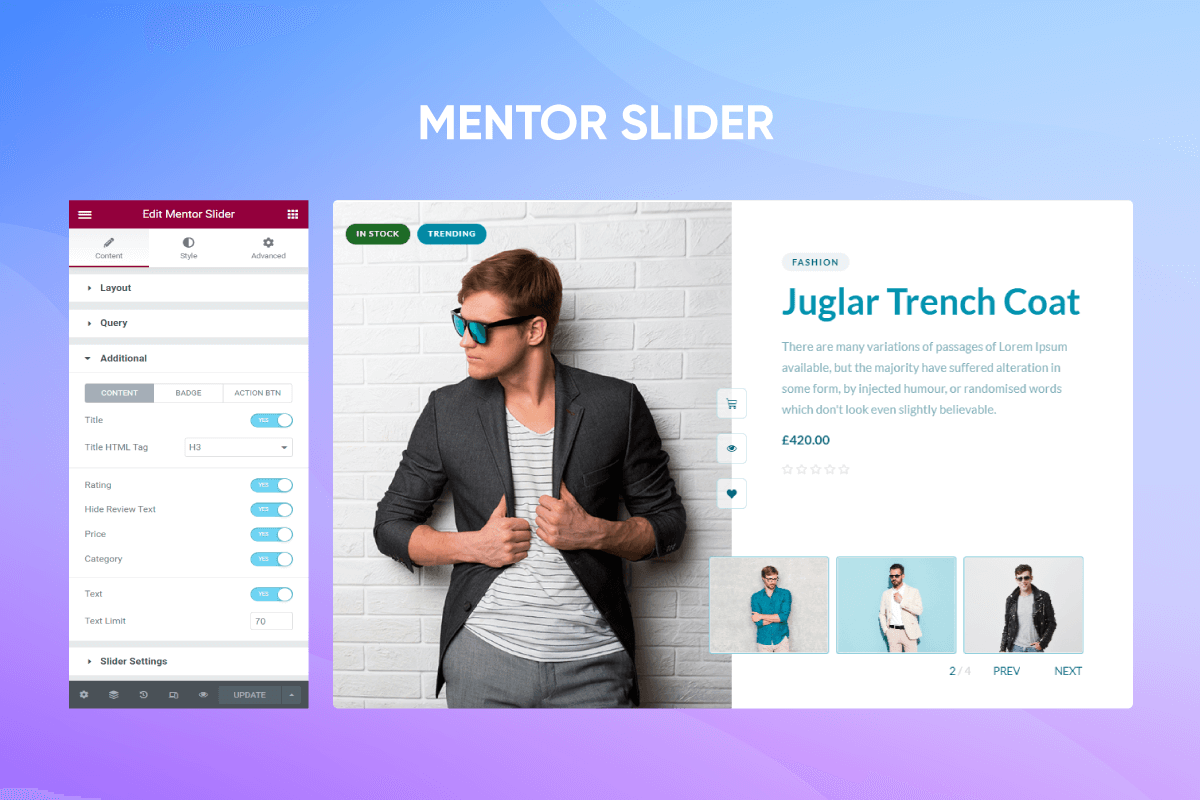 MENTOR SLIDER
Edit Mentor Slider
Content
Style
Advanced
Layout
Query
Additional
CONTENT
BADGE
ACTION BTN
Title
YES
Title HTML Tag
H3
Rating
YES
Hide Review Text
YES
Price
YES
Category
YES
Text
YES
Text Limit
70
Slider Settings
UPDATE
IN STOCK
TRENDING
FASHION
Juglar Trench Coat
There are many variations of passages of Lorem Ipsum
available, but the majority have suffered alteration in
some form, by injected humour, or randomised words
which don't look even slightly believable.
£420.00
2 / 4
PREV
NEXT